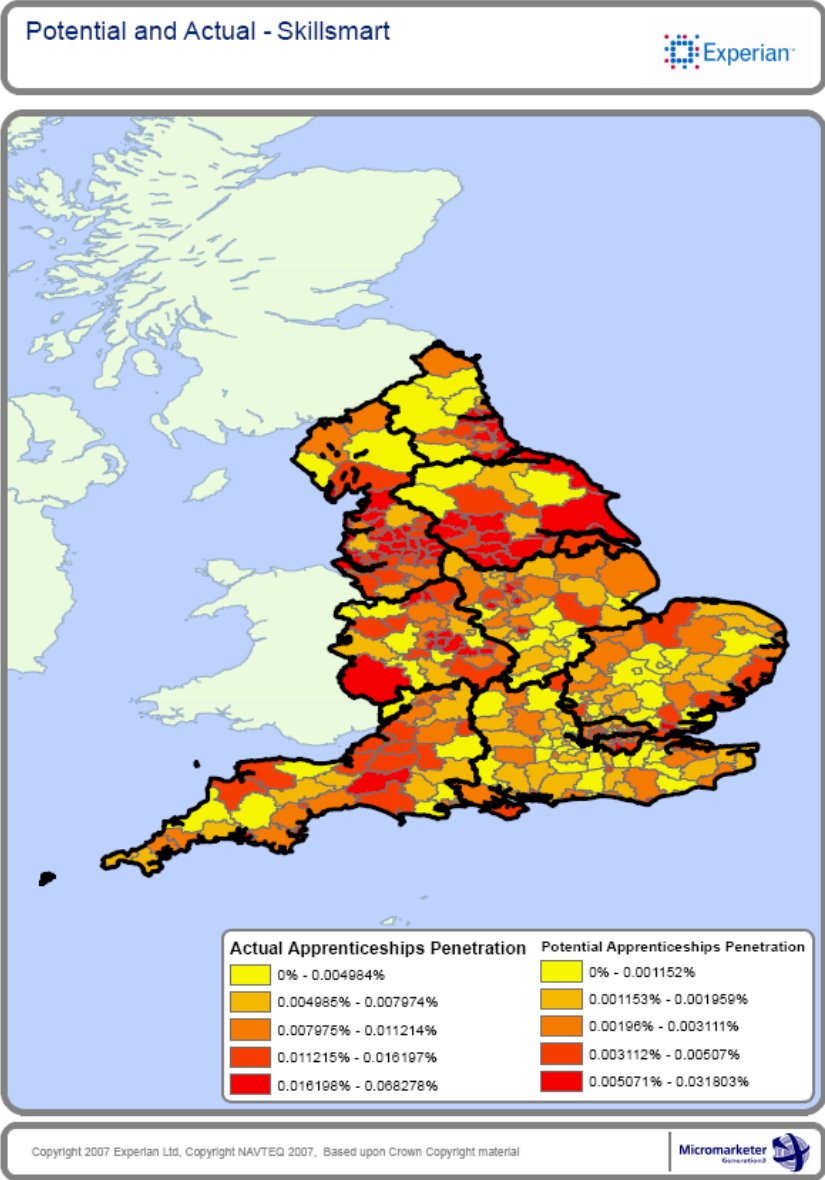 Potential and Actual - Skillsmart
Experian™
Actual Apprenticeships Penetration
0% - 0.004984%
0.004985% - 0.007974%
0.007975% - 0.011214%
0.011215% - 0.016197%
0.016198% - 0.068278%
Potential Apprenticeships Penetration
0% - 0.001152%
0.001153% - 0.001959%
0.00196% - 0.003111%
0.003112% - 0.00507%
0.005071% - 0.031803%
Copyright 2007 Experian Ltd, Copyright NAVTEQ 2007, Based upon Crown Copyright material
Micromarketer
Generation3